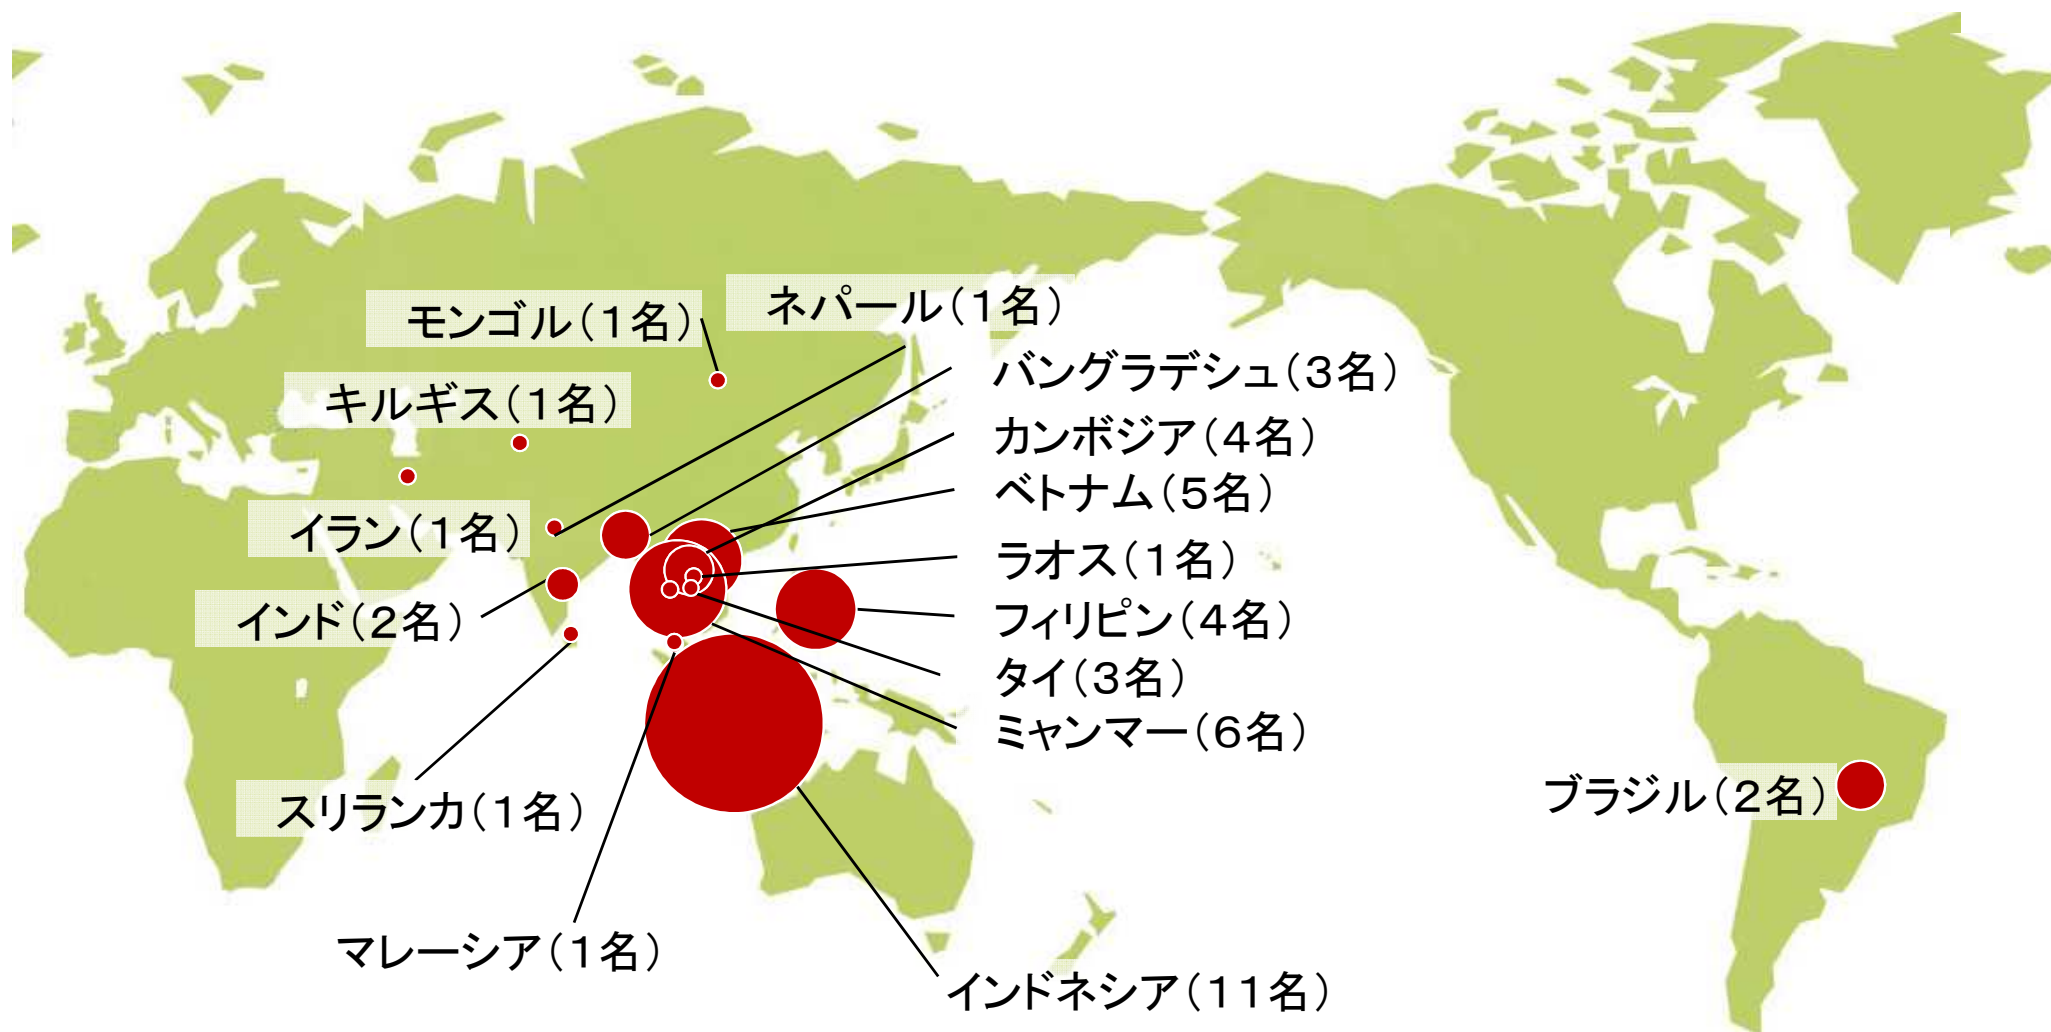 ネパール（１名）
モンゴル（１名）
バングラデシュ（３名）
キルギス（１名）
カンボジア（４名）
ベトナム（５名）
イラン（１名）
ラオス（１名）
インド（２名）
フィリピン（４名）
タイ（３名）
ミャンマー（６名）
ブラジル（２名）
スリランカ（１名）
マレーシア（１名）
インドネシア（１１名）